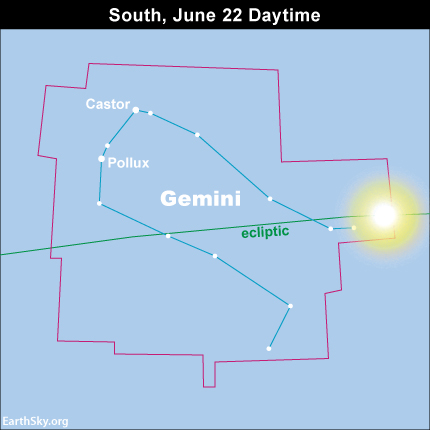 South, June 22 Daytime
Castor
Pollux
Gemini
ecliptic
EarthSky.org